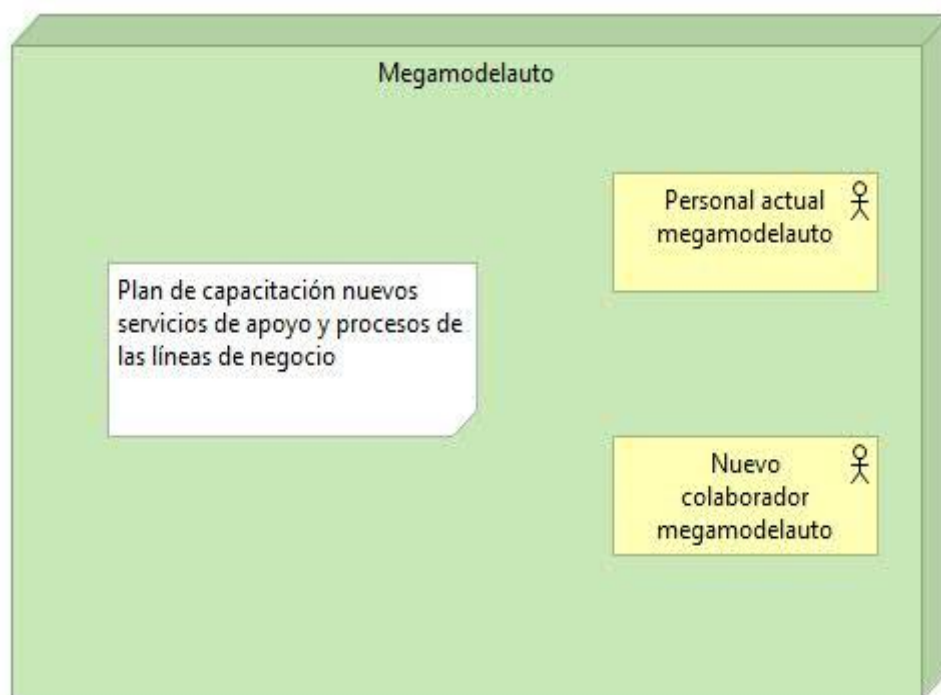 Megamodelauto
Personal actual
megamodelauto
Plan de capacitación nuevos
servicios de apoyo y procesos de
las líneas de negocio
Nuevo
colaborador
megamodelauto